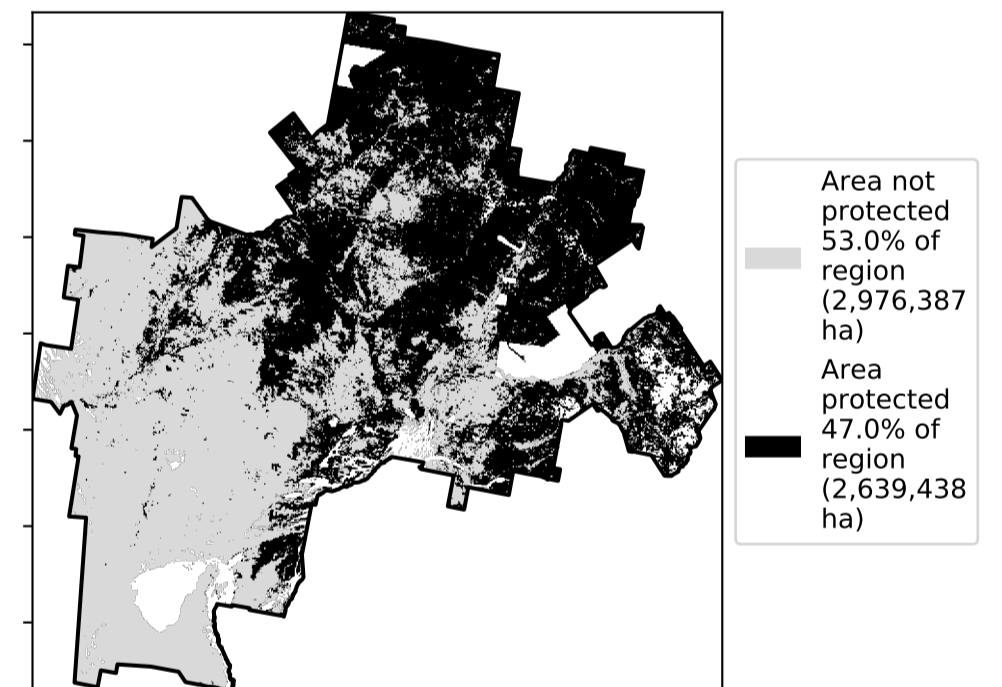 Area not
protected
53.0% of
region
(2,976,387
ha)
Area
protected
47.0% of
region
(2,639,438
ha)